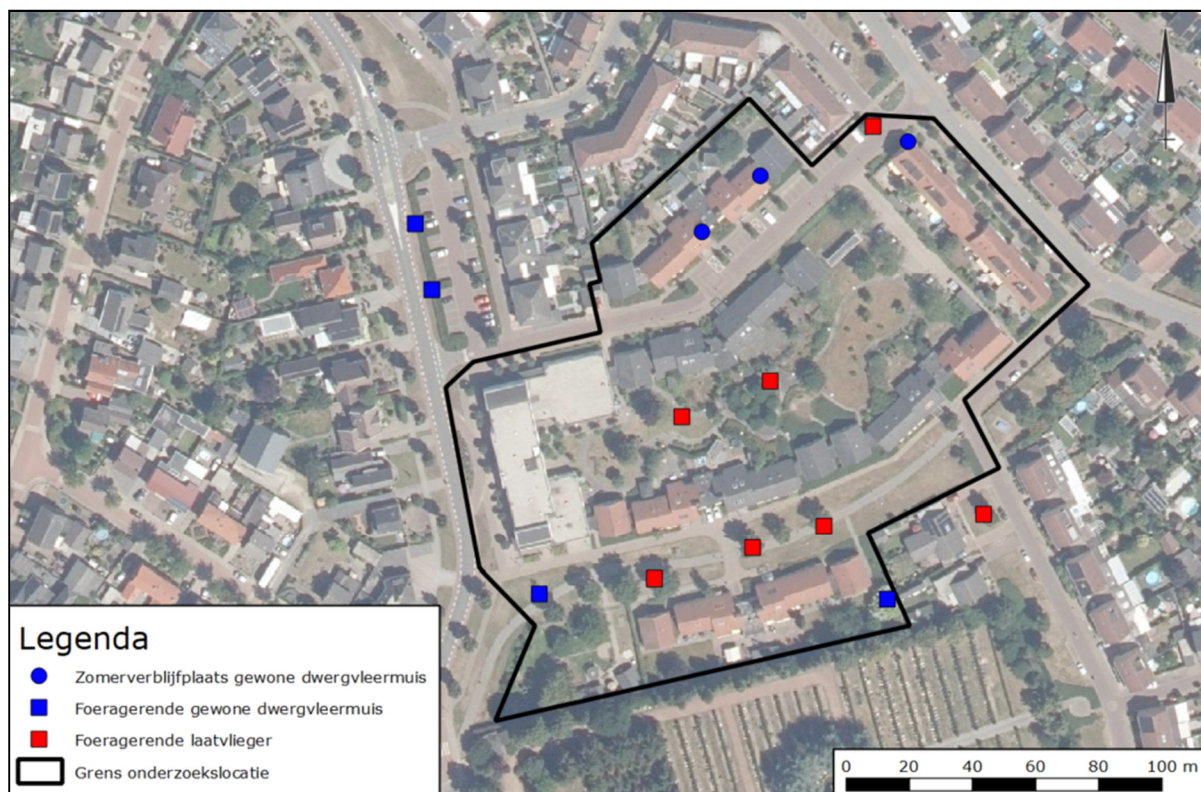 Legenda
Zomerverblijfplaats gewone dwergvleermuis
Foeragerende gewone dwergvleermuis
Foeragerende laatvlieger
Grens onderzoekslocatie
0 20 40 60 80 100 m